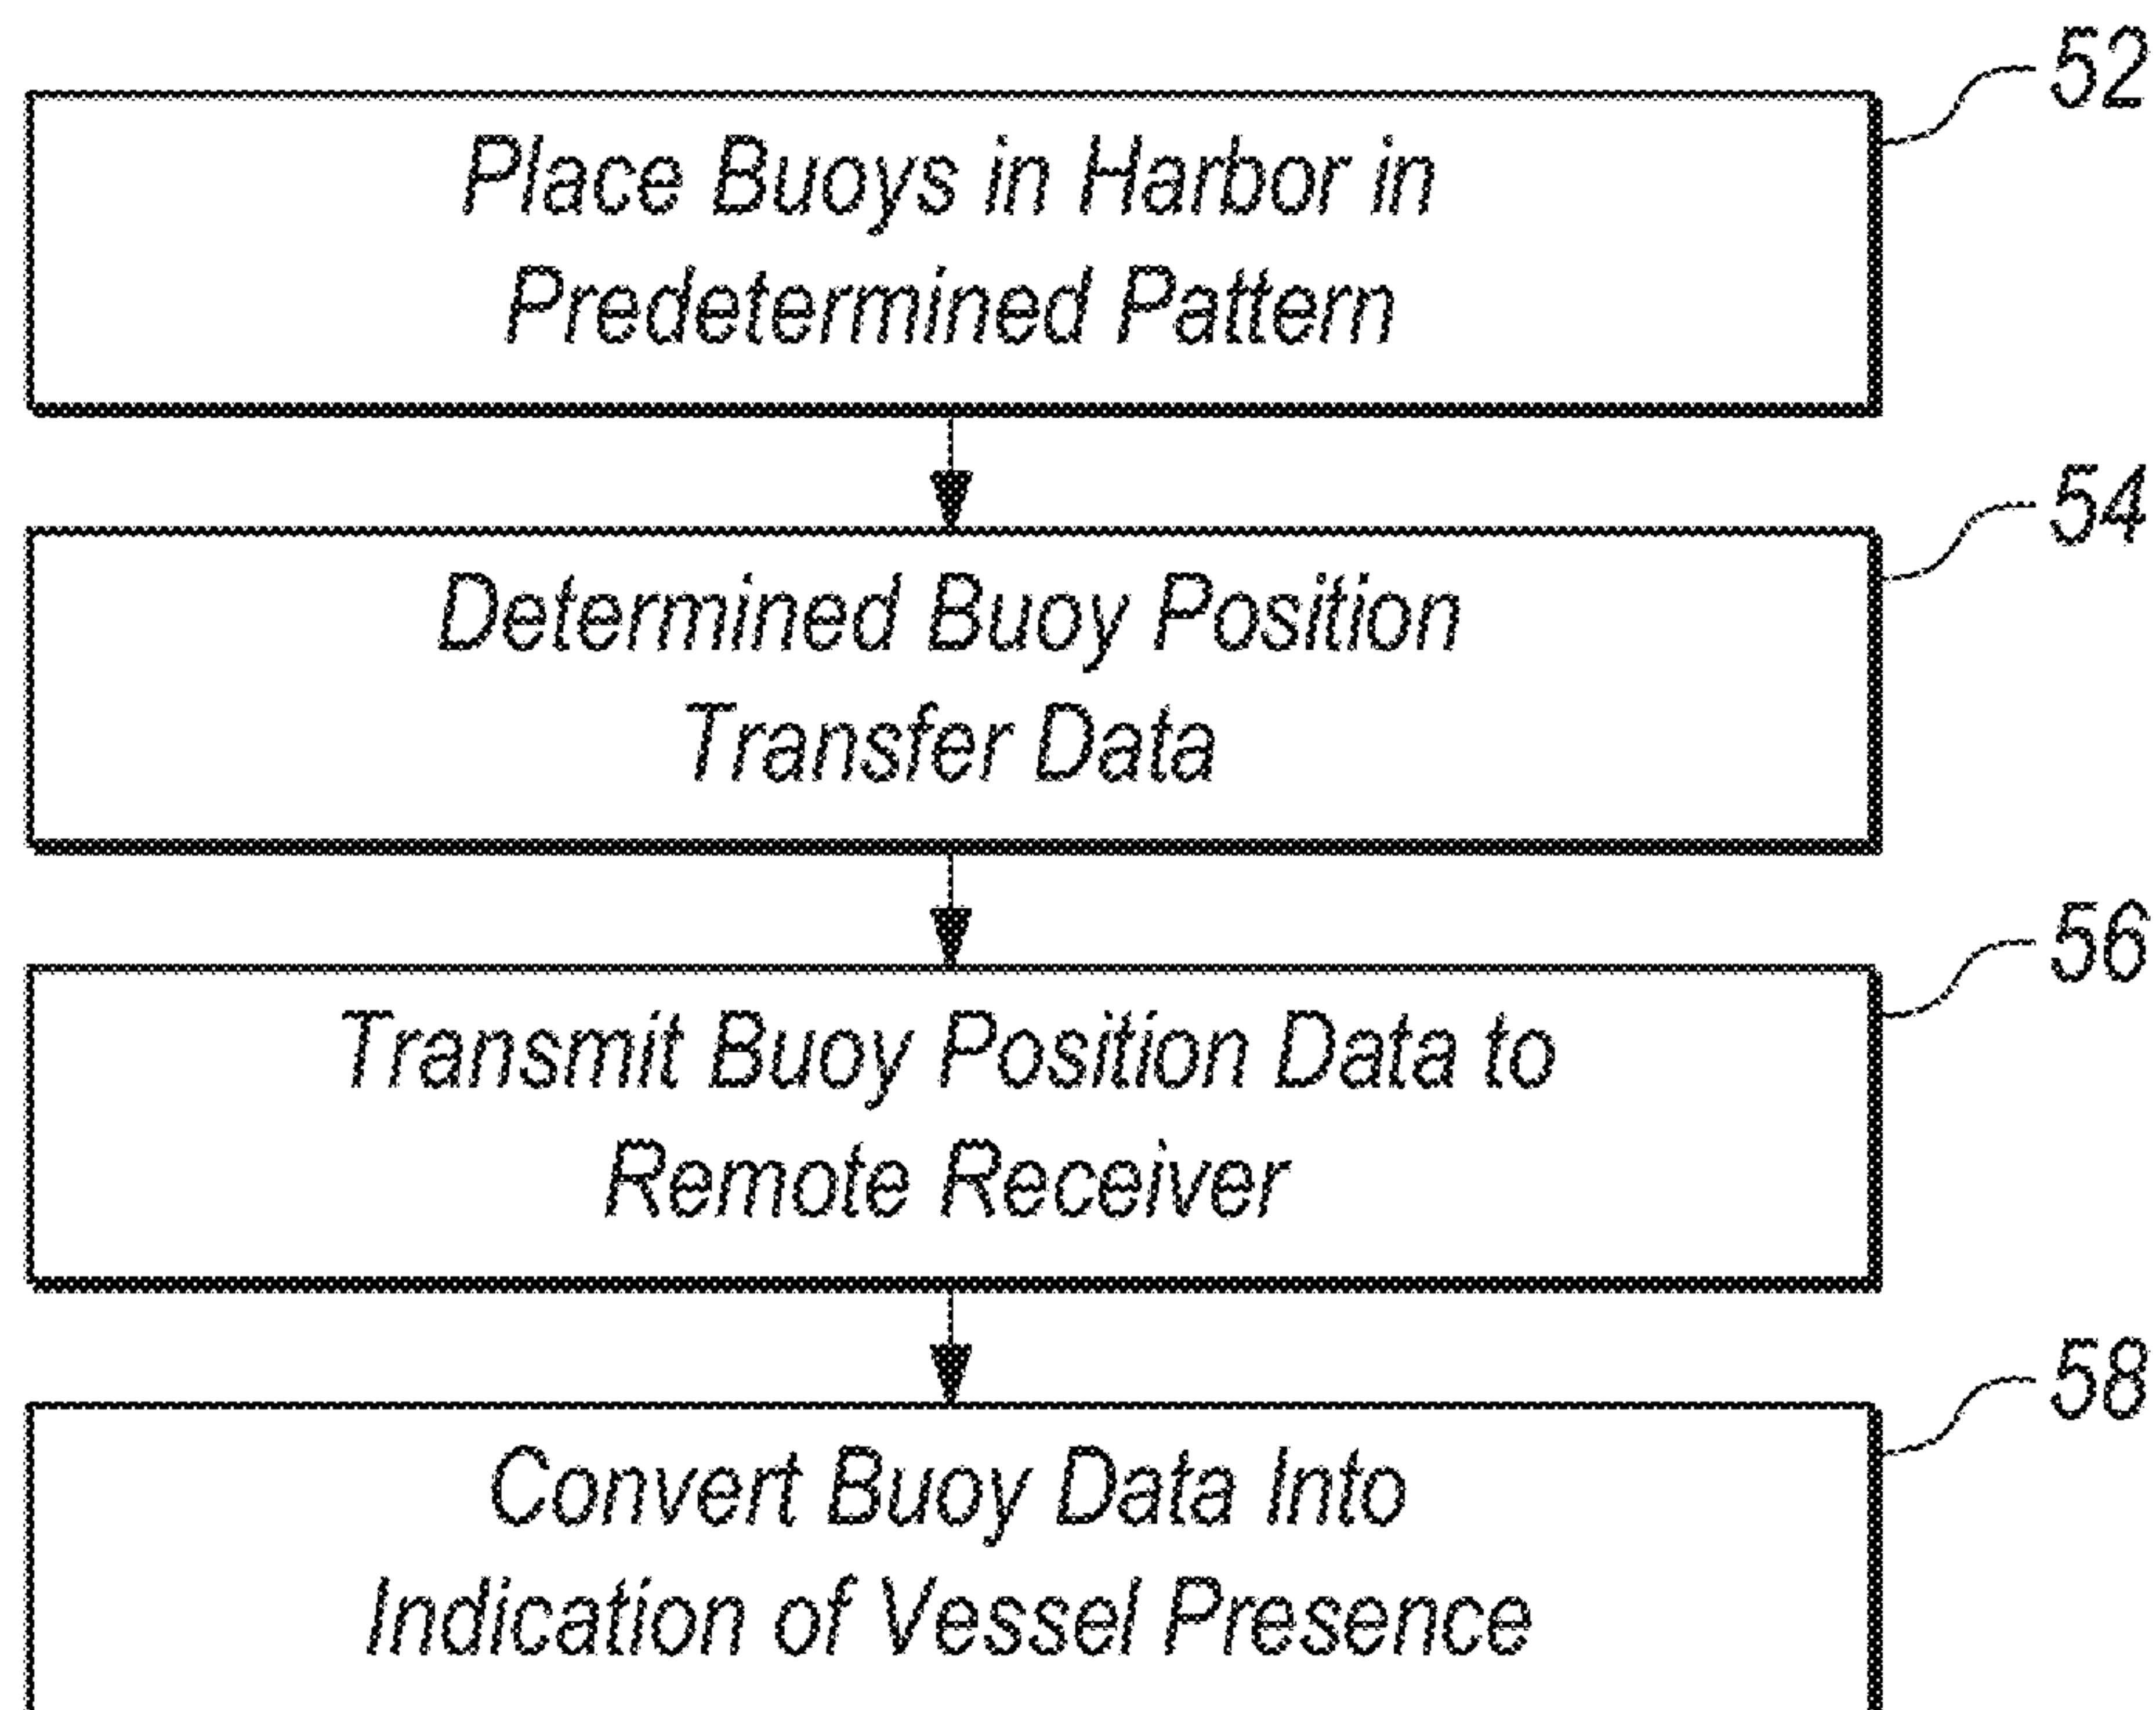 52
Place Buoys in Harbor in
Predetermined Pattern
54
Determined Buoy Position
Transfer Data
56
Transmit Buoy Position Data to
Remote Receiver
58
Convert Buoy Data Into
Indication of Vessel Presence